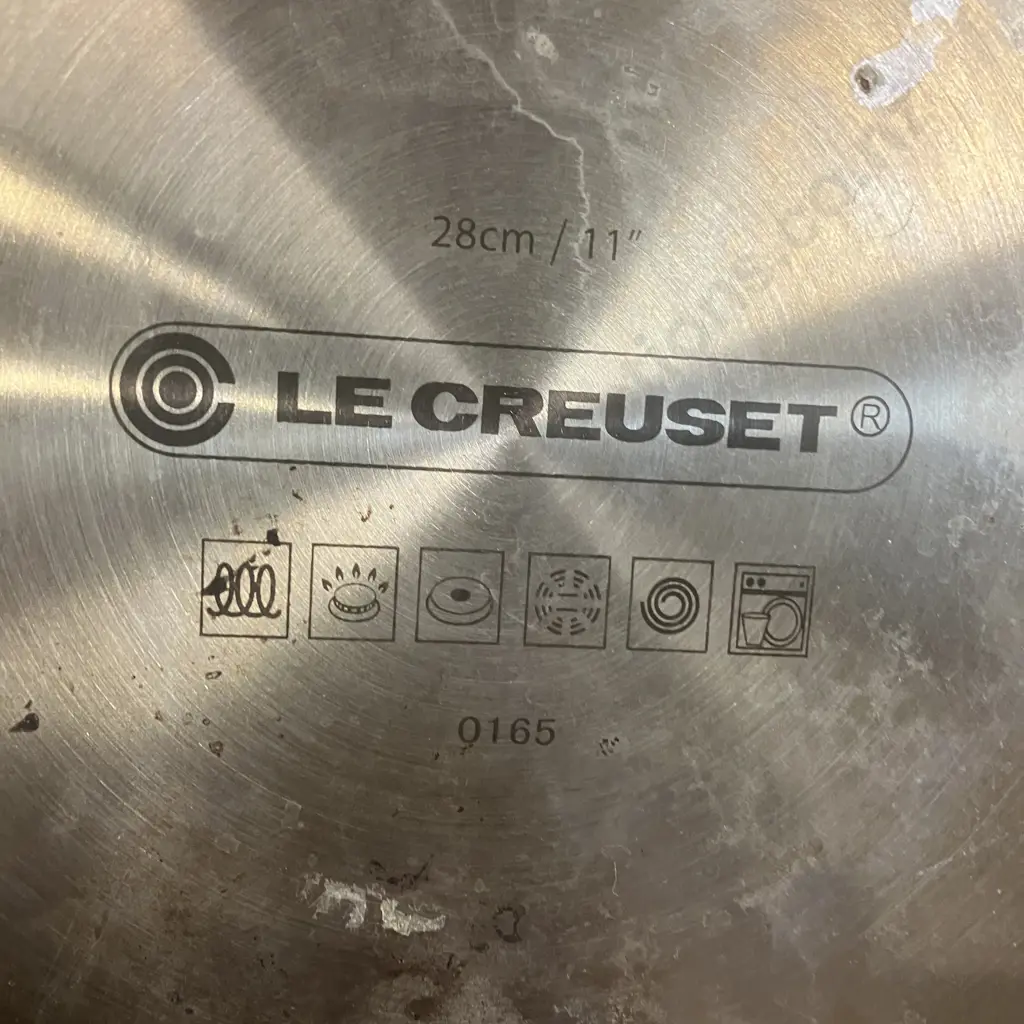 28cm / 11"
LE CREUSET®
0165